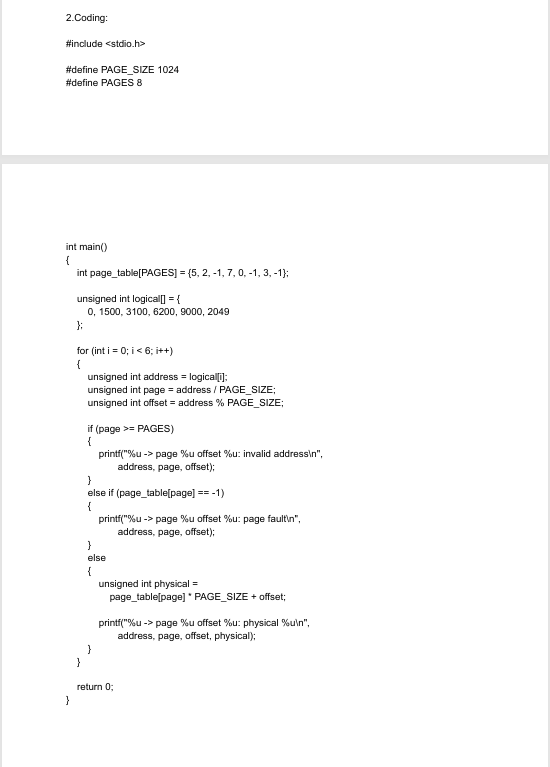 2.Coding:
#include <stdio.h>
#define PAGE_SIZE 1024
#define PAGES 8
int main()
{
int page_table[PAGES] = {5, 2, -1, 7, 0, -1, 3, -1};
unsigned int logical[] = {
0, 1500, 3100, 6200, 9000, 2049
};
for (int i = 0; i < 6; i++)
{
unsigned int address = logical[i];
unsigned int page = address / PAGE_SIZE;
unsigned int offset = address % PAGE_SIZE;
if (page >= PAGES)
{
printf("%u -> page %u offset %u: invalid address\n",
address, page, offset);
}
else if (page_table[page] == -1)
{
printf("%u -> page %u offset %u: page fault\n",
address, page, offset);
}
else
{
unsigned int physical =
page_table[page] * PAGE_SIZE + offset;
printf("%u -> page %u offset %u: physical %u\n",
address, page, offset, physical);
}
}
return 0;
}